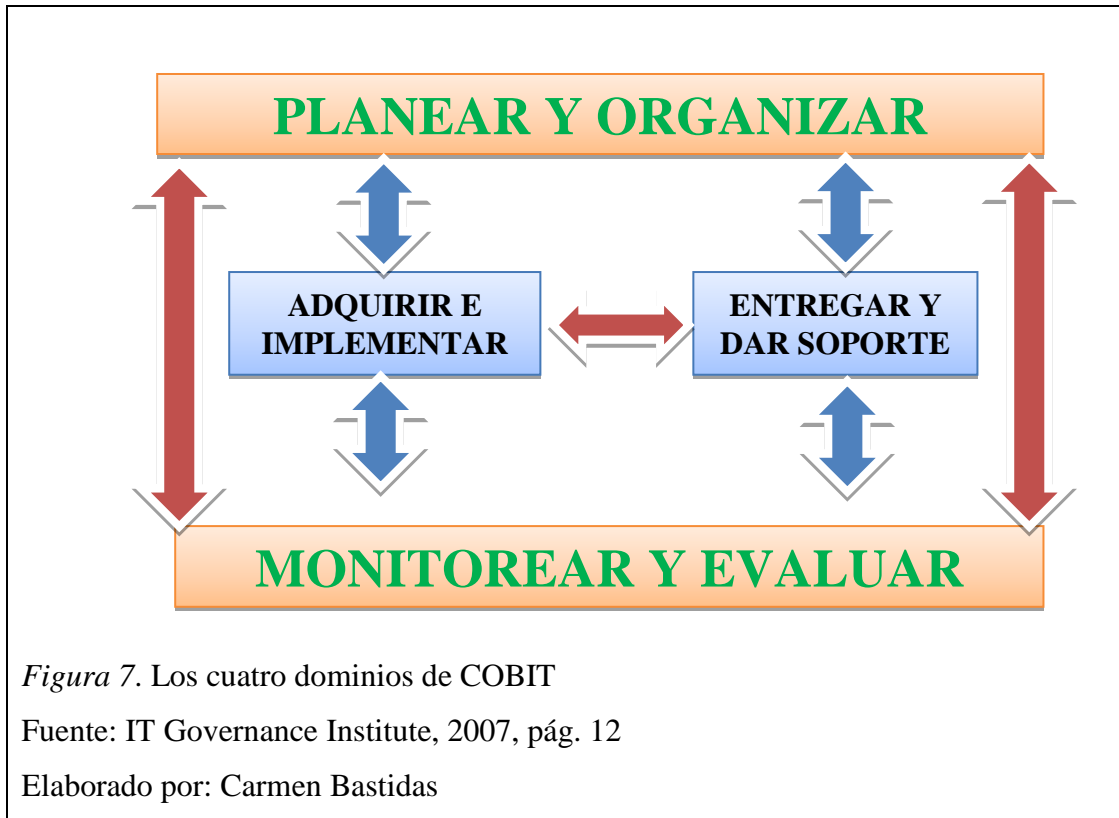 PLANEAR Y ORGANIZAR
ADQUIRIR E
IMPLEMENTAR
ENTREGAR Y
DAR SOPORTE
MONITOREAR Y EVALUAR
Figura 7. Los cuatro dominios de COBIT
Fuente: IT Governance Institute, 2007, pág. 12
Elaborado por: Carmen Bastidas